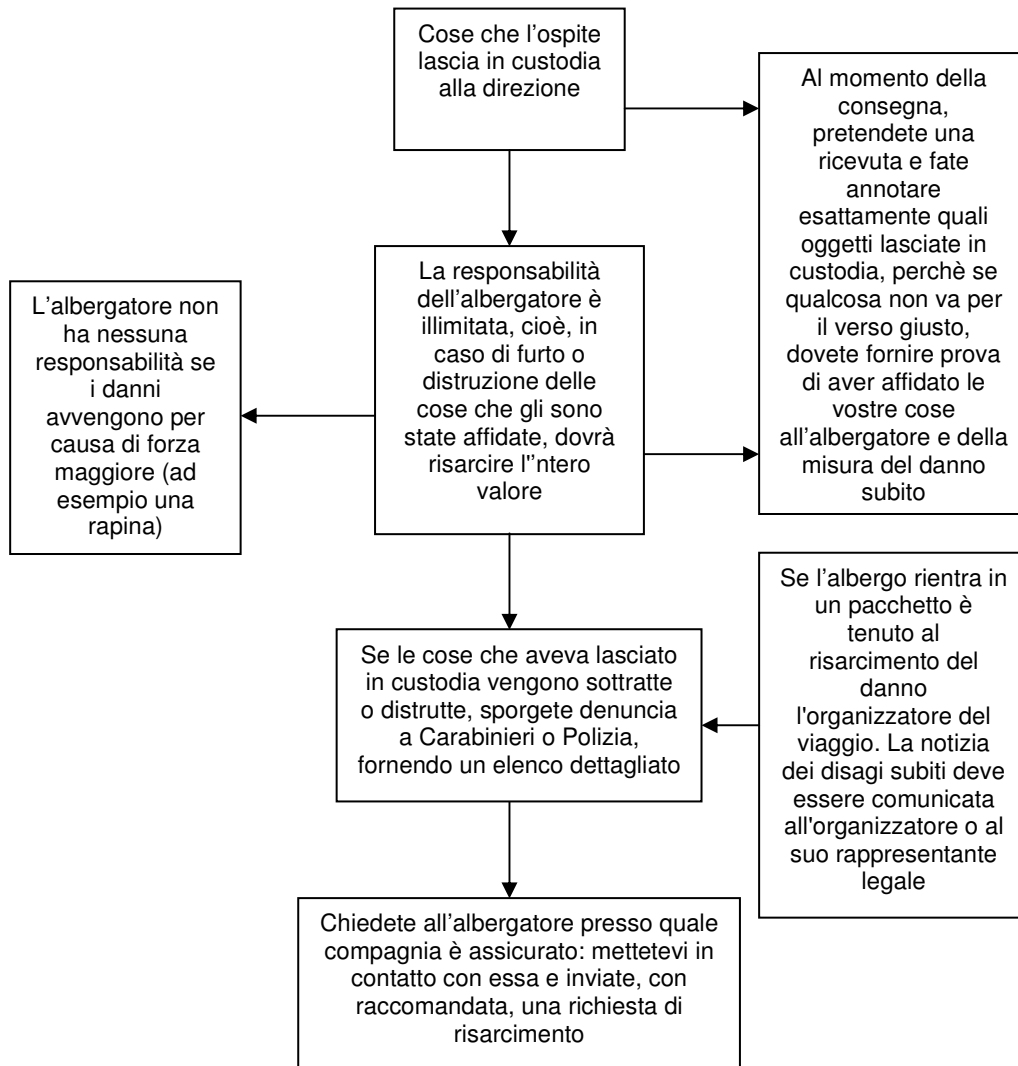 Cose che l'ospite
lascia in custodia
alla direzione
Al momento della
consegna,
pretendete una
ricevuta e fate
annotare
esattamente quali
oggetti lasciate in
custodia, perchè se
qualcosa non va per
il verso giusto,
dovete fornire prova
di aver affidato le
vostre cose
all'albergatore e della
misura del danno
subito
La responsabilità
dell'albergatore è
illimitata, cioè, in
caso di furto o
distruzione delle
cose che gli sono
state affidate, dovrà
risarcire l'’ntero
valore
L'albergatore non
ha nessuna
responsabilità se
i danni
avvengono per
causa di forza
maggiore (ad
esempio una
rapina)
Se l'albergo rientra in
un pacchetto è
tenuto al
risarcimento del
danno
l'organizzatore del
viaggio. La notizia
dei disagi subiti deve
essere comunicata
all'organizzatore o al
suo rappresentante
legale
Se le cose che aveva lasciato
in custodia vengono sottratte
o distrutte, sporgete denuncia
a Carabinieri o Polizia,
fornendo un elenco dettagliato
Chiedete all'albergatore presso quale
compagnia è assicurato: mettetevi in
contatto con essa e inviate, con
raccomandata, una richiesta di
risarcimento